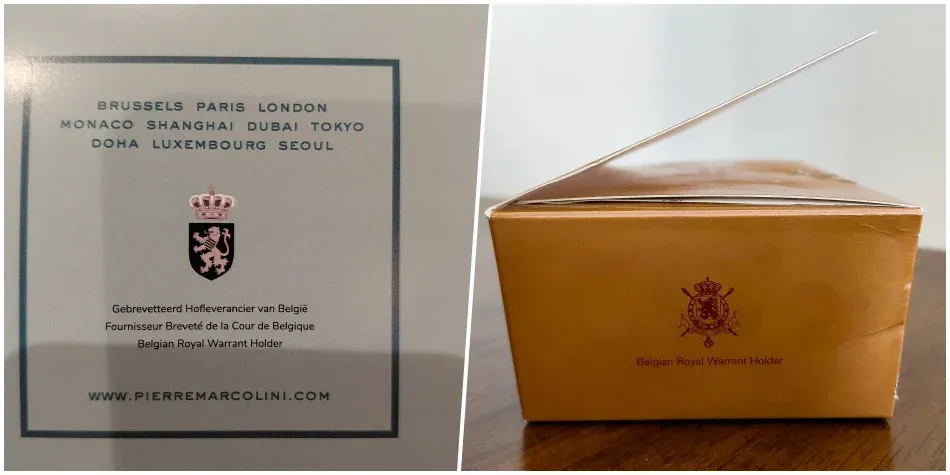 BRUSSELS PARIS LONDON
MONACO SHANGHAI DUBAI TOKYO
DOHA LUXEMBOURG SEOUL
Gebrevetteerd Hofleverancier van België
Fournisseur Breveté de la Cour de Belgique
Belgian Royal Warrant Holder
WWW.PIERREMARCOLINI.COM
Belgian Royal Warrant Holder